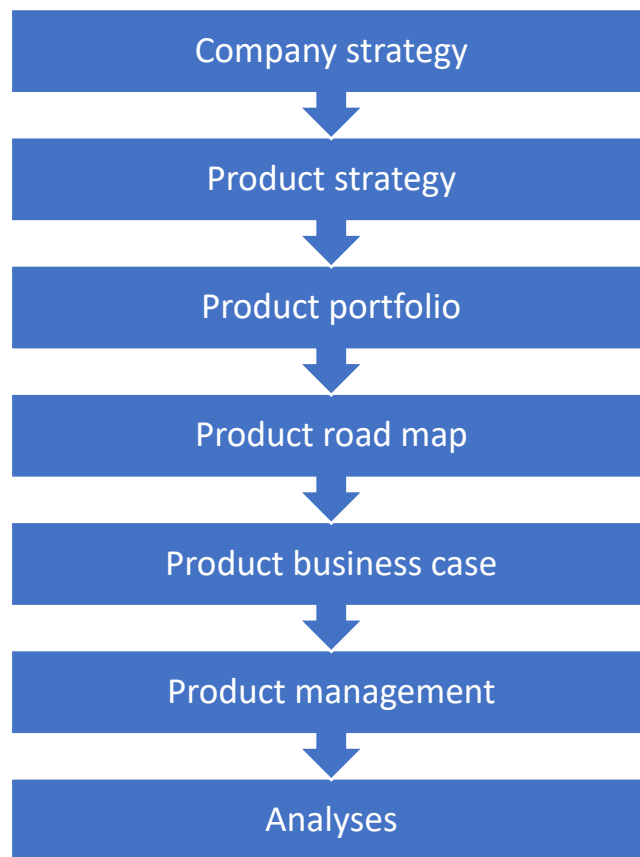 Company strategy
Product strategy
Product portfolio
Product road map
Product business case
Product management
Analyses